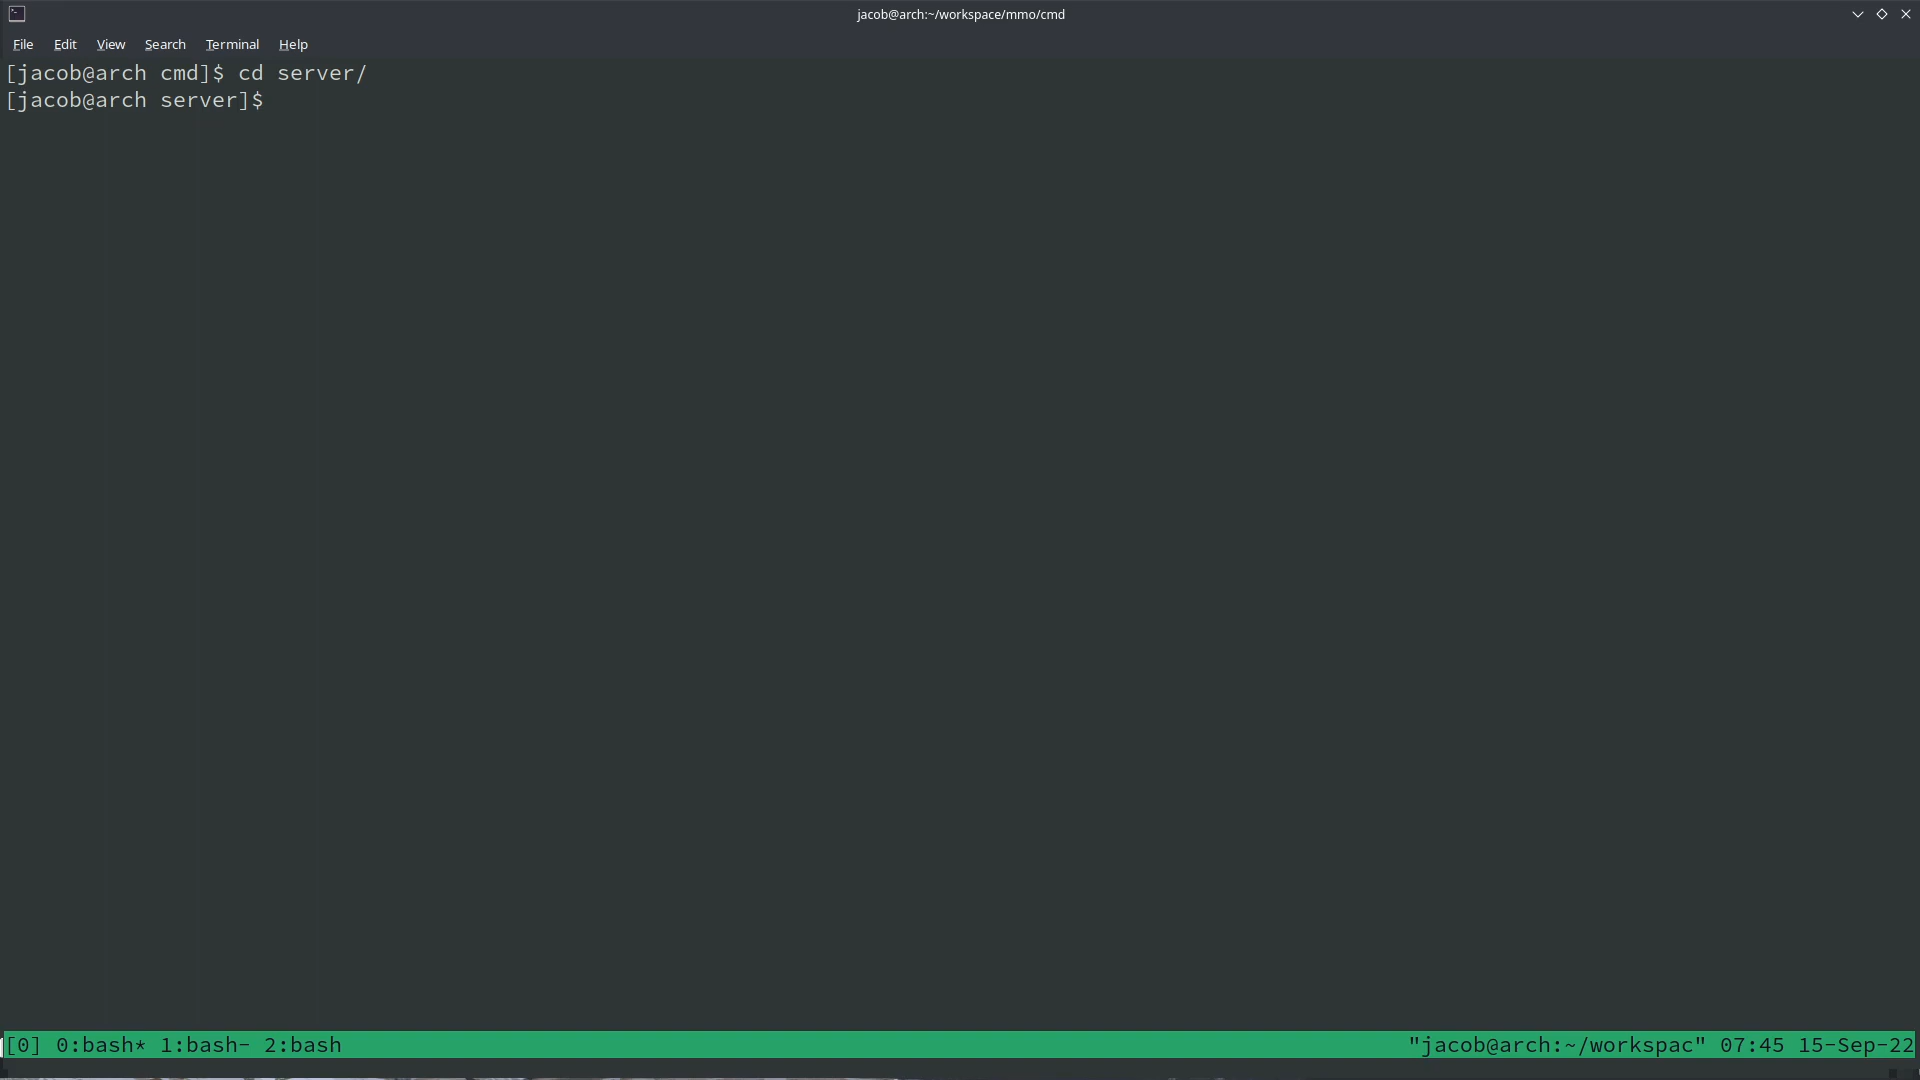 jacob@arch:~/workspace/mmo/cmd
File Edit View Search Terminal Help
[jacob@arch cmd]$ cd server/
[jacob@arch server]$
[0] 0:bash* 1:bash- 2:bash "jacob@arch:~/workspac" 07:45 15-Sep-22